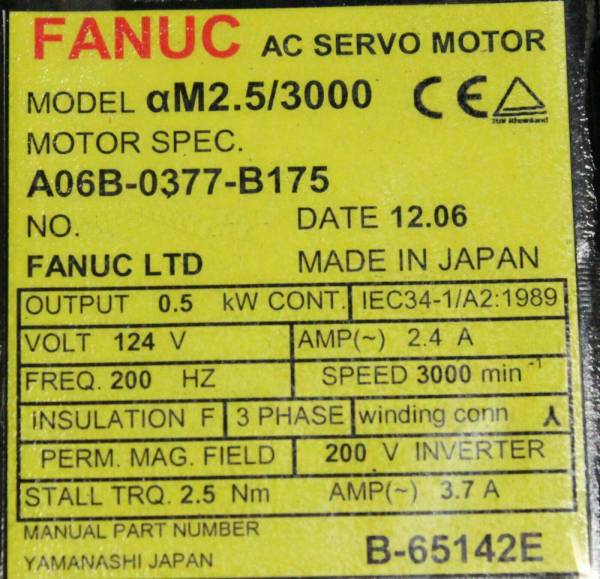 FANUC AC SERVO MOTOR
MODEL αM2.5/3000 CE
TUV Rheinland
MOTOR SPEC.
A06B-0377-B175
NO. DATE 12.06
FANUC LTD MADE IN JAPAN
OUTPUT 0.5 kW CONT. IEC34-1/A2:1989
VOLT 124 V AMP(~) 2.4 A
FREQ. 200 HZ SPEED 3000 min⁻¹
INSULATION F 3 PHASE winding conn
PERM. MAG. FIELD 200 V INVERTER
STALL TRQ. 2.5 Nm AMP(~) 3.7 A
MANUAL PART NUMBER
YAMANASHI JAPAN B-65142E